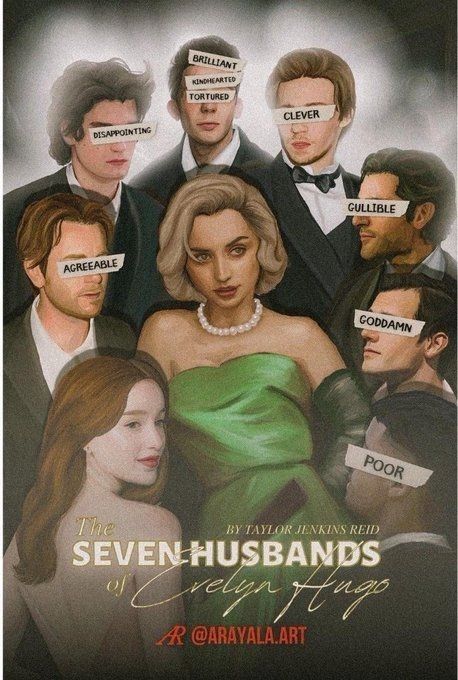 BRILLIANT
KINDHEARTED
TORTURED
DISAPPOINTING
CLEVER
GULLIBLE
AGREEABLE
GODDAMN
POOR
The
BY TAYLOR JENKINS REID
SEVEN HUSBANDS
of Evelyn Hugo
AR @ARAYALA.ART